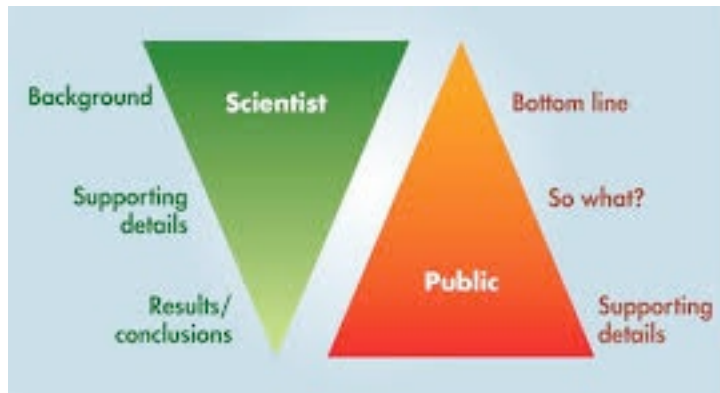 Background
Scientist
Supporting
details
Results/
conclusions
Bottom line
So what?
Public
Supporting
details